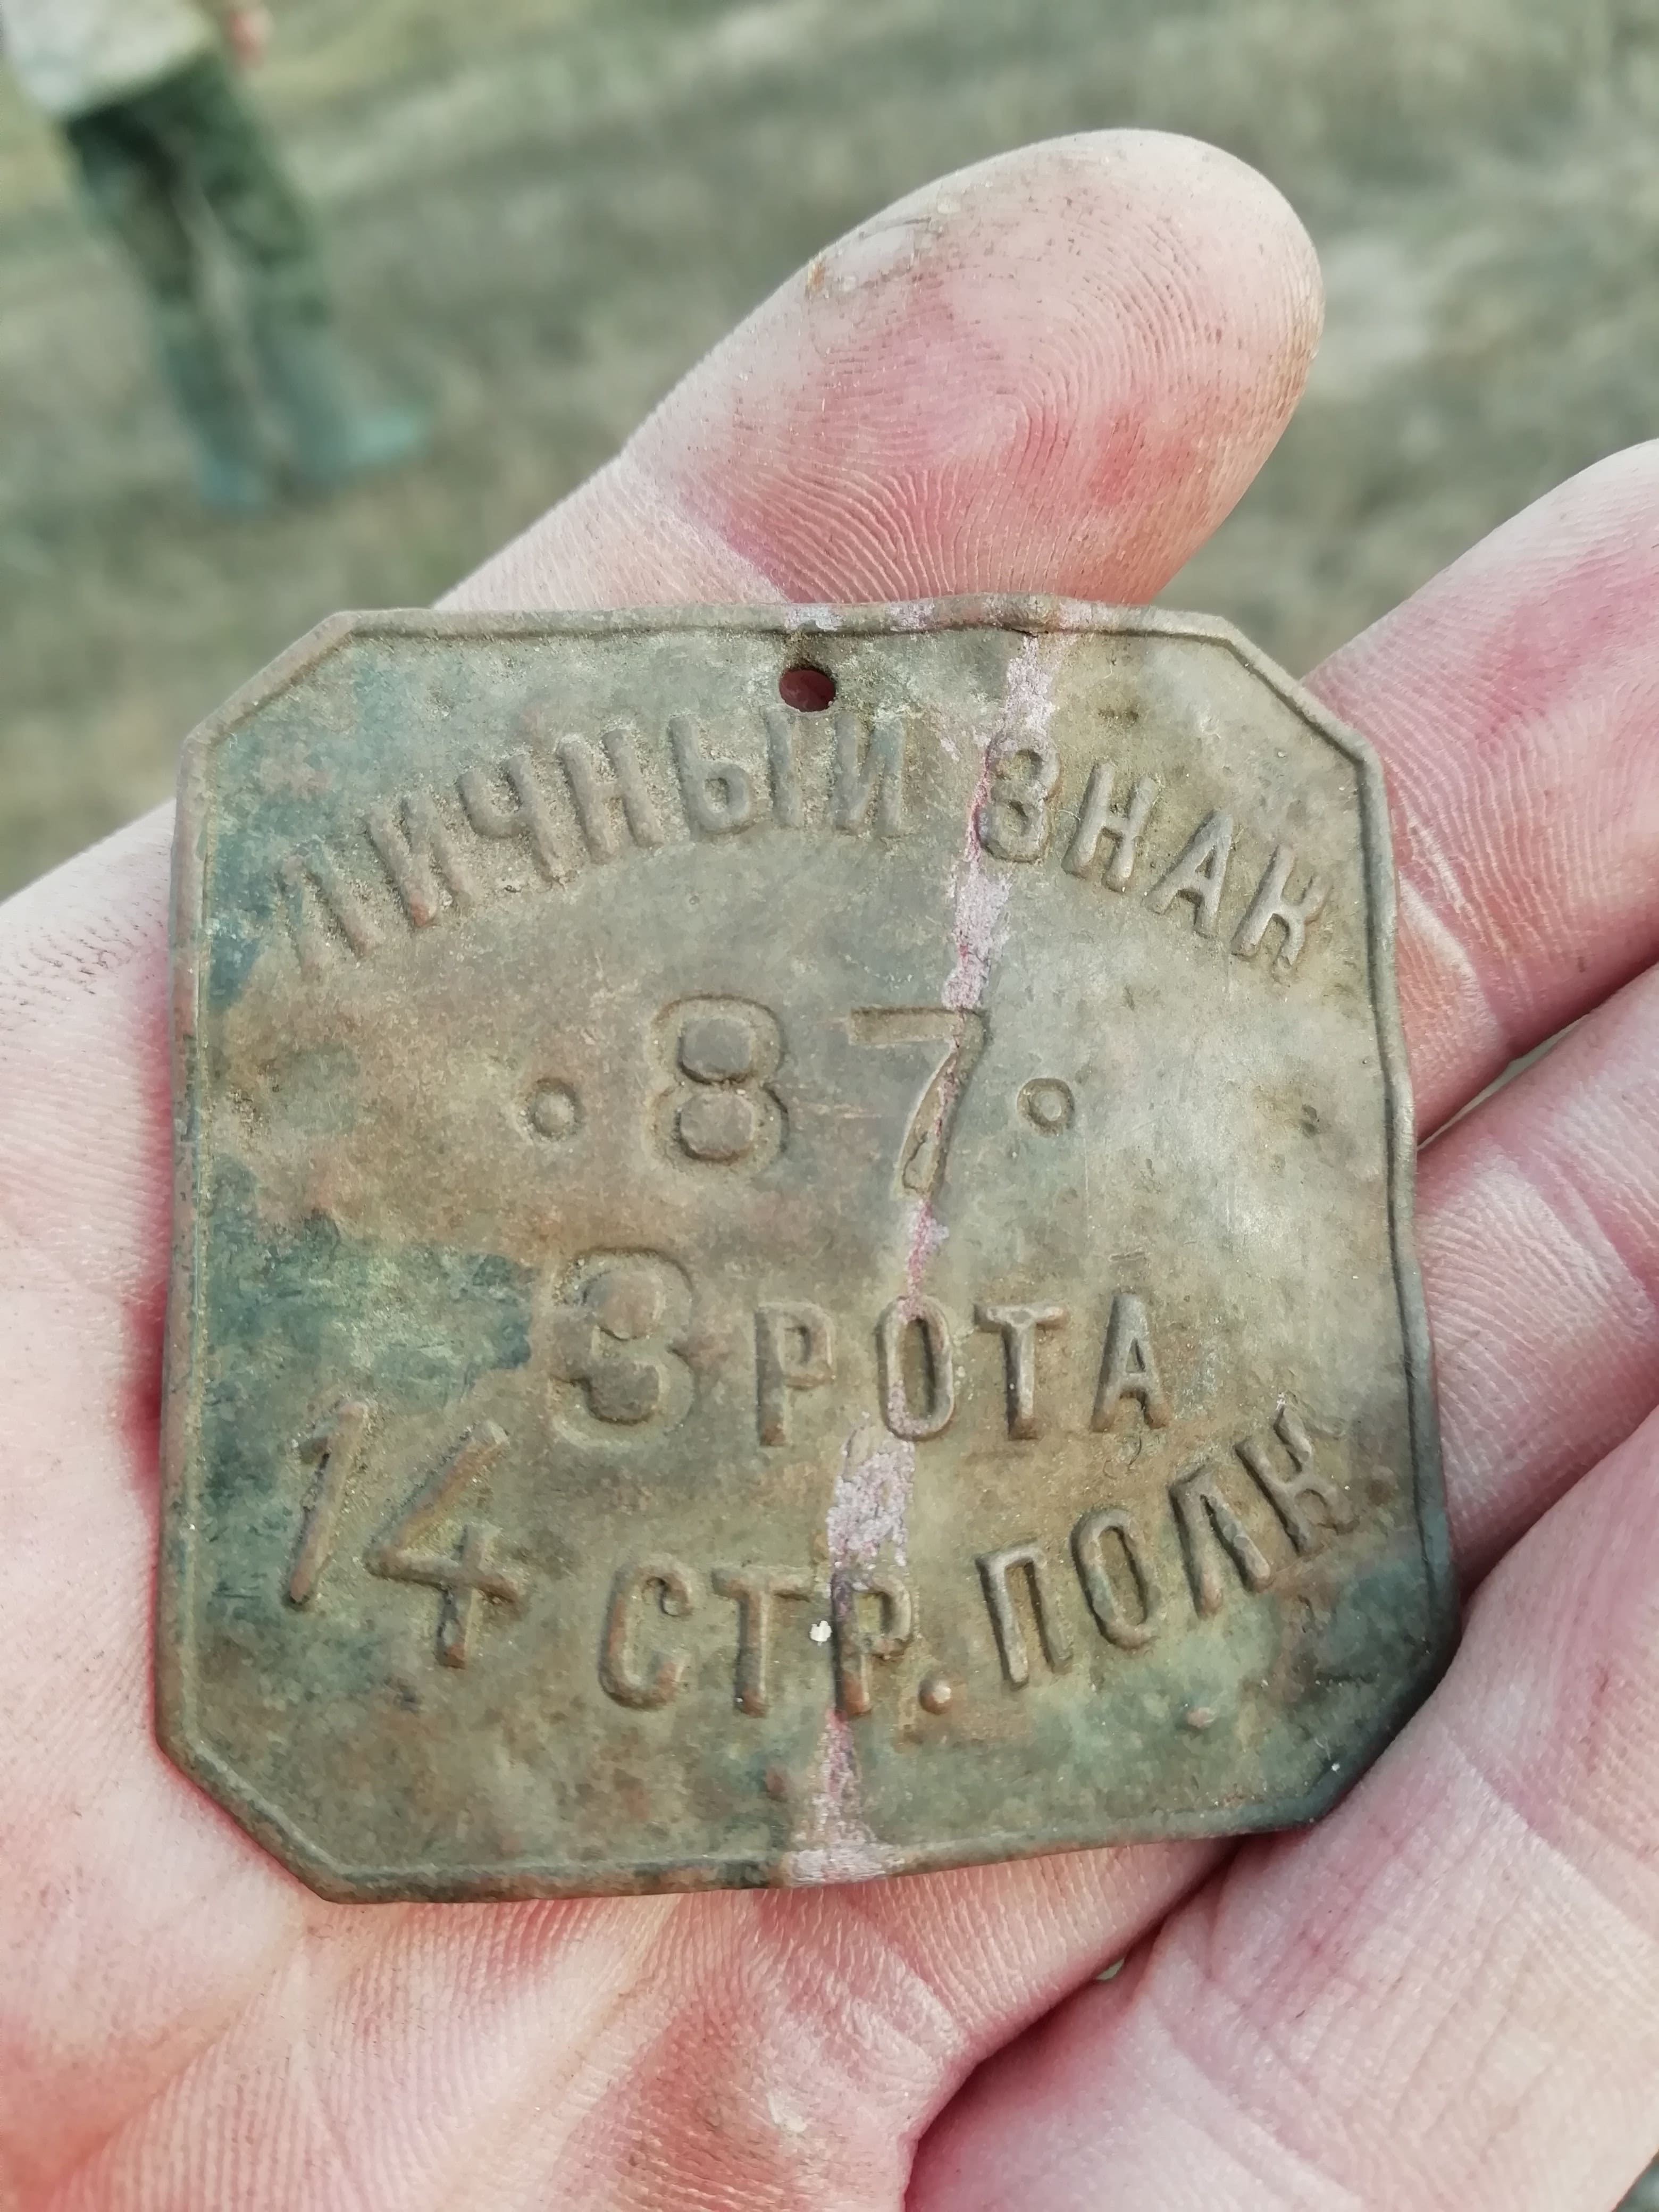 ЛИЧНЫЙ ЗНАК
87
3 РОТА
14 СТР. ПОЛК